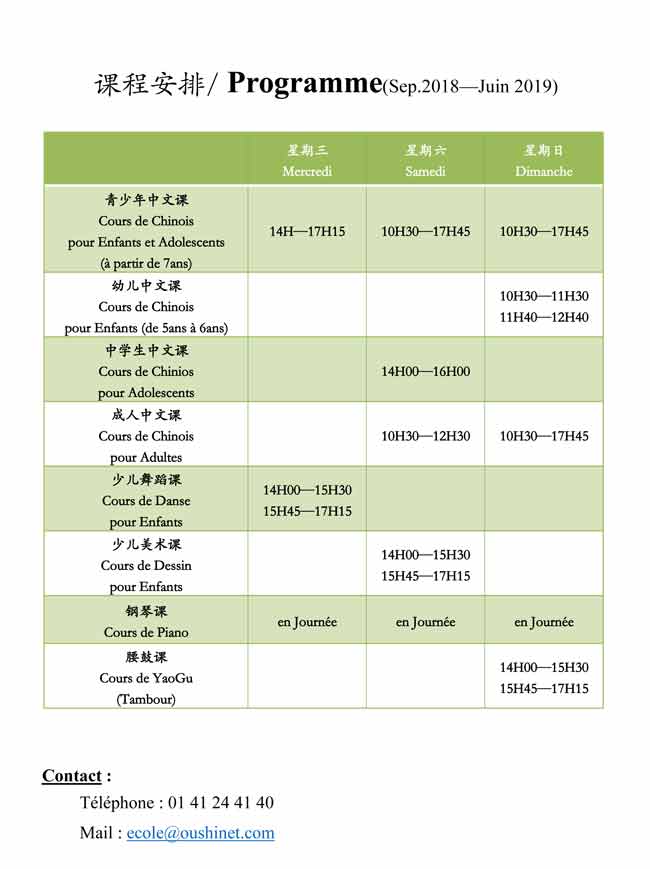 课程安排/ Programme(Sep.2018—Juin 2019)
星期三 星期六 星期日
Mercredi Samedi Dimanche
青少年中文课
Cours de Chinois
pour Enfants et Adolescents
(à partir de 7ans)
14H—17H15 10H30—17H45 10H30—17H45
幼儿中文课
Cours de Chinois
pour Enfants (de 5ans à 6ans)
10H30—11H30
11H40—12H40
中学生中文课
Cours de Chinios
pour Adolescents
14H00—16H00
成人中文课
Cours de Chinois
pour Adultes
10H30—12H30 10H30—17H45
少儿舞蹈课
Cours de Danse
pour Enfants
14H00—15H30
15H45—17H15
少儿美术课
Cours de Dessin
pour Enfants
14H00—15H30
15H45—17H15
钢琴课
Cours de Piano
en Journée en Journée en Journée
腰鼓课
Cours de YaoGu
(Tambour)
14H00—15H30
15H45—17H15
Contact :
Téléphone : 01 41 24 41 40
Mail : ecole@oushinet.com